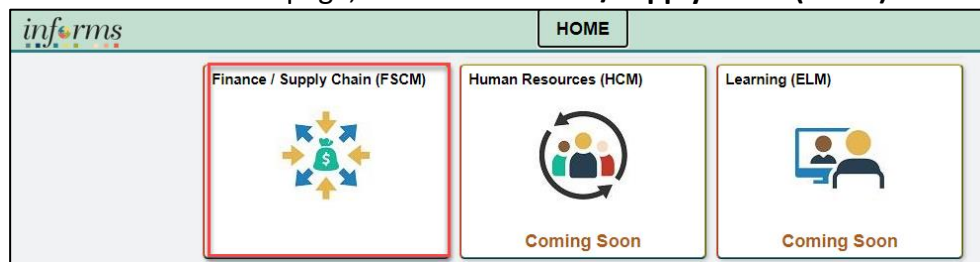 informs
HOME
Finance / Supply Chain (FSCM)
Human Resources (HCM)
Learning (ELM)
$
Coming Soon
Coming Soon